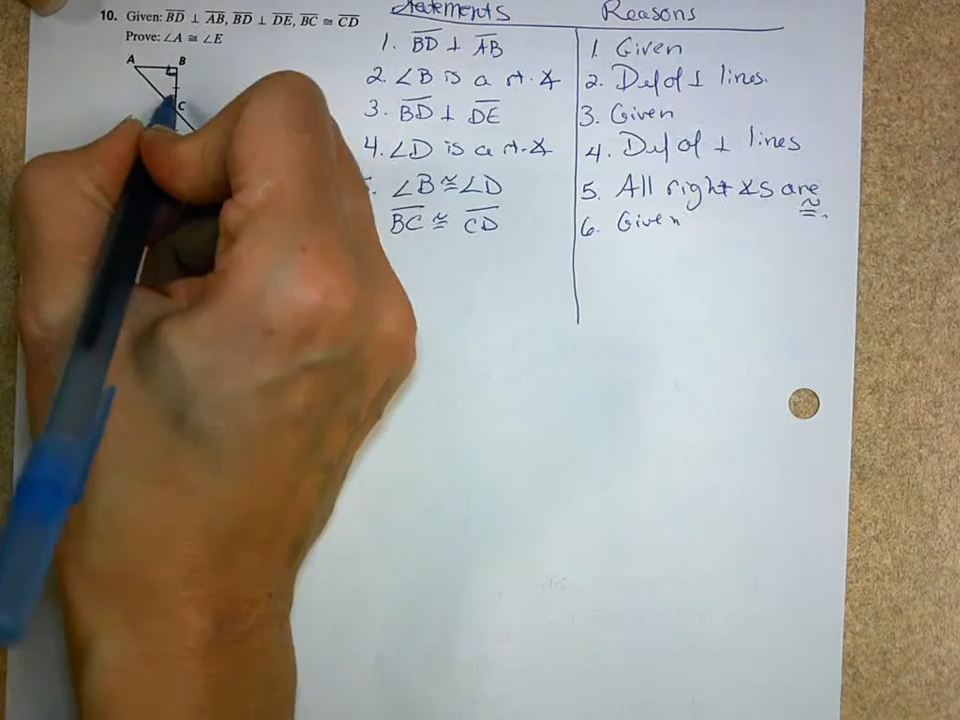 10. Given: BD ⊥ AB, BD ⊥ DE, BC ≅ CD
Prove: ∠A ≅ ∠E
A B
C
Statements Reasons
1. BD ⊥ AB 1. Given
2. ∠B is a rt. ∡ 2. Def of ⊥ lines.
3. BD ⊥ DE 3. Given
4. ∠D is a rt. ∡ 4. Def of ⊥ lines
∠B ≅ ∠D 5. All right ∡s are ≅.
BC ≅ CD 6. Given